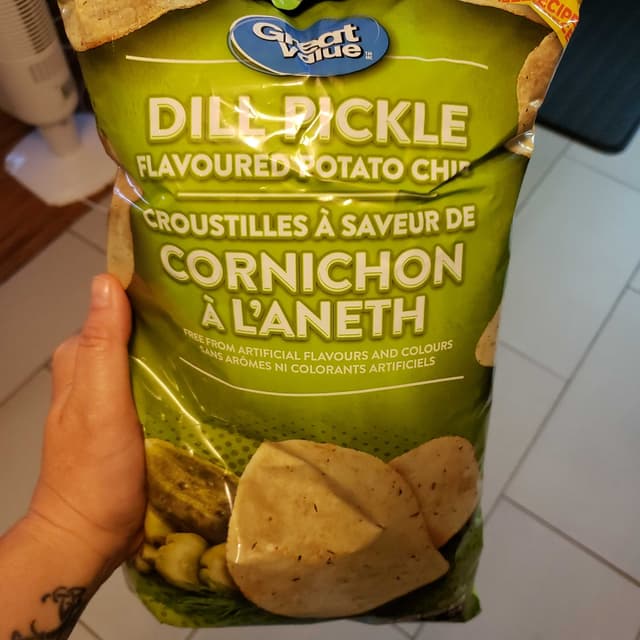 Great
Value
DILL PICKLE
FLAVOURED POTATO CHIP
CROUSTILLES À SAVEUR DE
CORNICHON
À L'ANETH
FREE FROM ARTIFICIAL FLAVOURS AND COLOURS
SANS ARÔMES NI COLORANTS ARTIFICIELS